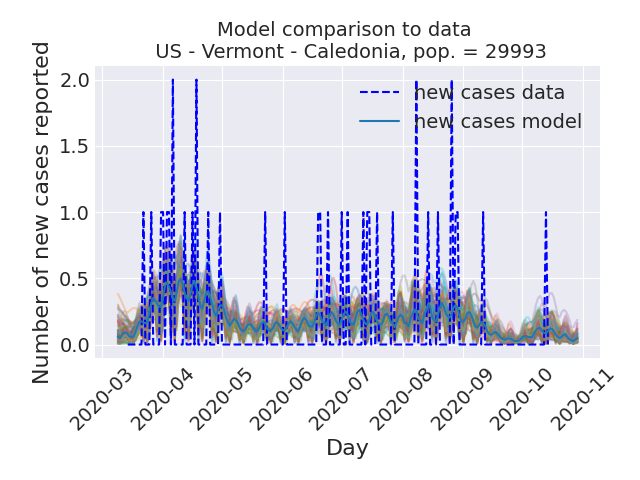 Model comparison to data
US - Vermont - Caledonia, pop. = 29993
new cases data
new cases model
Number of new cases reported
2.0
1.5
1.0
0.5
0.0
2020-03
2020-04
2020-05
2020-06
2020-07
2020-08
2020-09
2020-10
2020-11
Day